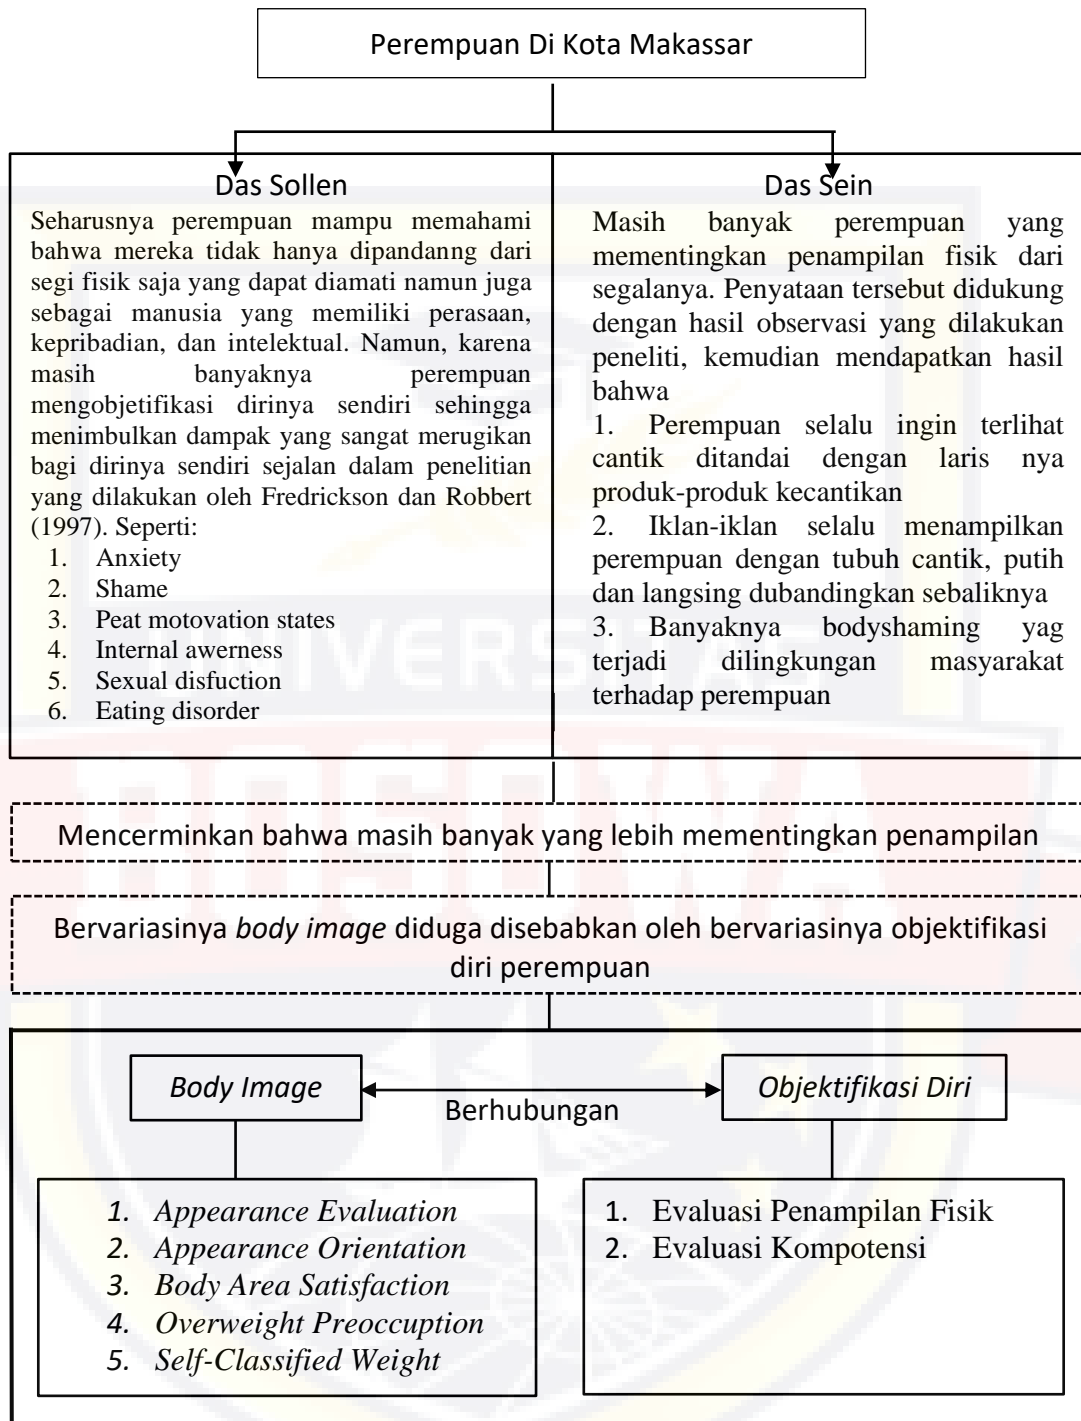 Perempuan Di Kota Makassar
Das Sollen
Seharusnya perempuan mampu memahami
bahwa mereka tidak hanya dipandanng dari
segi fisik saja yang dapat diamati namun juga
sebagai manusia yang memiliki perasaan,
kepribadian, dan intelektual. Namun, karena
masih banyaknya perempuan
mengobjetifikasi dirinya sendiri sehingga
menimbulkan dampak yang sangat merugikan
bagi dirinya sendiri sejalan dalam penelitian
yang dilakukan oleh Fredrickson dan Robbert
(1997). Seperti:
1. Anxiety
2. Shame
3. Peat motovation states
4. Internal awerness
5. Sexual disfuction
6. Eating disorder
Das Sein
Masih banyak perempuan yang
mementingkan penampilan fisik dari
segalanya. Penyataan tersebut didukung
dengan hasil observasi yang dilakukan
peneliti, kemudian mendapatkan hasil
bahwa
1. Perempuan selalu ingin terlihat
cantik ditandai dengan laris nya
produk-produk kecantikan
2. Iklan-iklan selalu menampilkan
perempuan dengan tubuh cantik, putih
dan langsing dubandingkan sebaliknya
3. Banyaknya bodyshaming yag
terjadi dilingkungan masyarakat
terhadap perempuan
UNIVERSITAS
BOSOWA
Mencerminkan bahwa masih banyak yang lebih mementingkan penampilan
Bervariasinya body image diduga disebabkan oleh bervariasinya objektifikasi
diri perempuan
Body Image
Berhubungan
Objektifikasi Diri
1. Appearance Evaluation
2. Appearance Orientation
3. Body Area Satisfaction
4. Overweight Preoccuption
5. Self-Classified Weight
1. Evaluasi Penampilan Fisik
2. Evaluasi Kompotensi